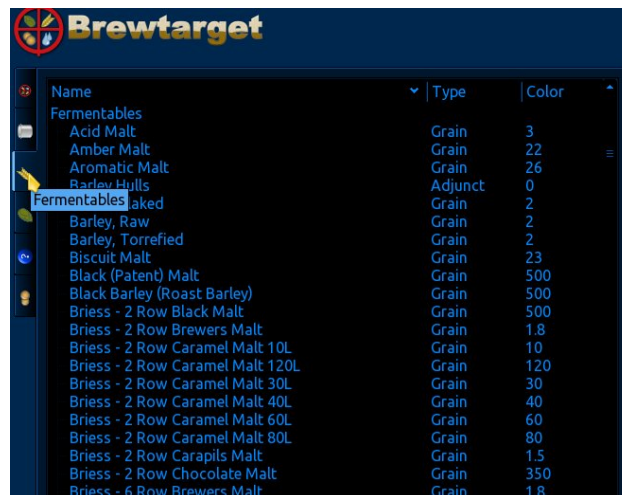 Brewtarget
Name Type Color
Fermentables
Acid Malt Grain 3
Amber Malt Grain 22
Aromatic Malt Grain 26
Barley Hulls Adjunct 0
Fermentables laked Grain 2
Barley, Raw Grain 2
Barley, Torrefied Grain 2
Biscuit Malt Grain 23
Black (Patent) Malt Grain 500
Black Barley (Roast Barley) Grain 500
Briess - 2 Row Black Malt Grain 500
Briess - 2 Row Brewers Malt Grain 1.8
Briess - 2 Row Caramel Malt 10L Grain 10
Briess - 2 Row Caramel Malt 120L Grain 120
Briess - 2 Row Caramel Malt 30L Grain 30
Briess - 2 Row Caramel Malt 40L Grain 40
Briess - 2 Row Caramel Malt 60L Grain 60
Briess - 2 Row Caramel Malt 80L Grain 80
Briess - 2 Row Carapils Malt Grain 1.5
Briess - 2 Row Chocolate Malt Grain 350
Briess - 6 Row Brewers Malt Grain 1.8